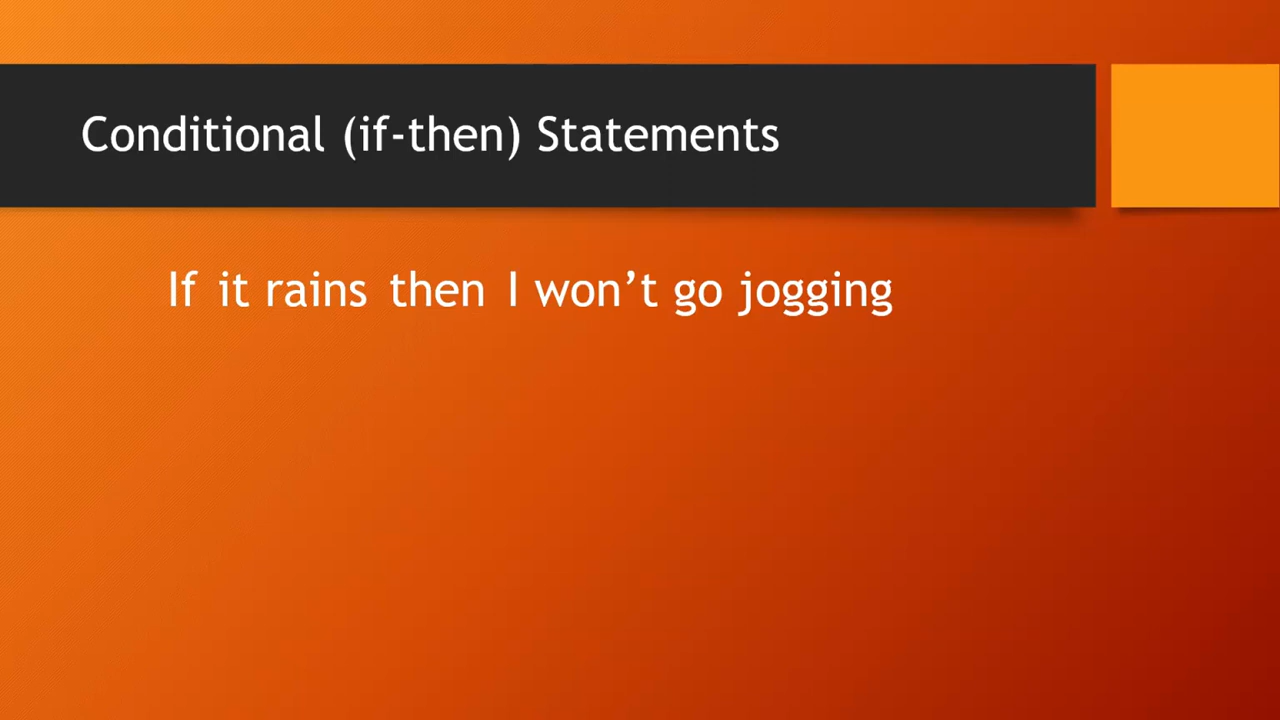 Conditional (if-then) Statements
If it rains then I won’t go jogging